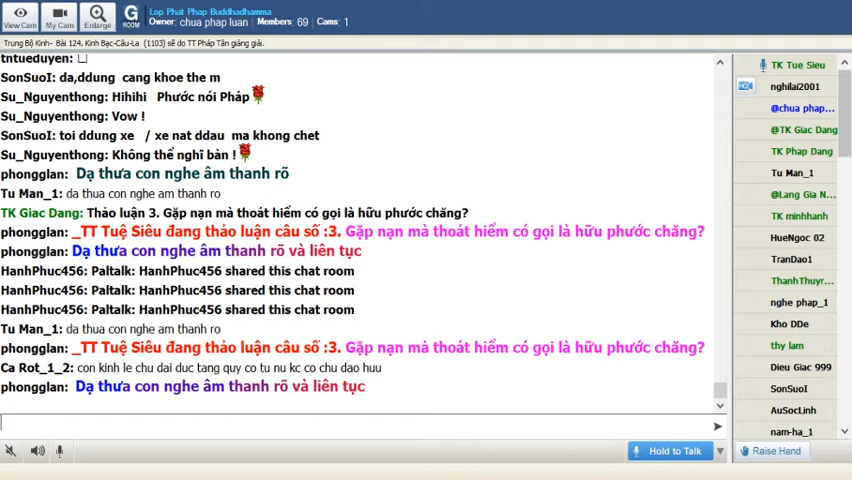 View Cam
My Cam
Enlarge
G
ROOM
Lop Phat Phap Buddhadhamma
Owner: chua phap luan Members: 69 Cams: 1
Trung Bộ Kinh- Bài 124. Kinh Bạc-Câu-La (1103) sẽ do TT Pháp Tân giảng giải.
tntueduyen:
SonSuoI: da,ddung cang khoe the m
Su_Nguyenthong: Hihihi Phước nói Pháp
Su_Nguyenthong: Vow !
SonSuoI: toi ddung xe / xe nat ddau ma khong chet
Su_Nguyenthong: Không thể nghĩ bàn !
phongglan: Dạ thưa con nghe âm thanh rõ
Tu Man_1: da thua con nghe am thanh ro
TK Giac Dang: Thảo luận 3. Gặp nạn mà thoát hiểm có gọi là hữu phước chăng?
phongglan: _TT Tuệ Siêu đang thảo luận câu số :3. Gặp nạn mà thoát hiểm có gọi là hữu phước chăng?
phongglan: Dạ thưa con nghe âm thanh rõ và liên tục
HanhPhuc456: Paltalk: HanhPhuc456 shared this chat room
HanhPhuc456: Paltalk: HanhPhuc456 shared this chat room
HanhPhuc456: Paltalk: HanhPhuc456 shared this chat room
Tu Man_1: da thua con nghe am thanh ro
phongglan: _TT Tuệ Siêu đang thảo luận câu số :3. Gặp nạn mà thoát hiểm có gọi là hữu phước chăng?
Ca Rot_1_2: con kinh le chu dai duc tang quy co tu nu kc co chu dao huu
phongglan: Dạ thưa con nghe âm thanh rõ và liên tục
Hold to Talk
TK Tue Sieu
nghilai2001
@chua phap...
@TK Giac Dang
TK Phap Dang
Tu Man_1
@Lang Gia N...
TK minhhanh
HueNgoc 02
TranDao1
ThanhThuyr...
nghe phap_1
Kho DDe
thy lam
Dieu Giac 999
SonSuoI
AuSocLinh
nam-ha_1
Raise Hand